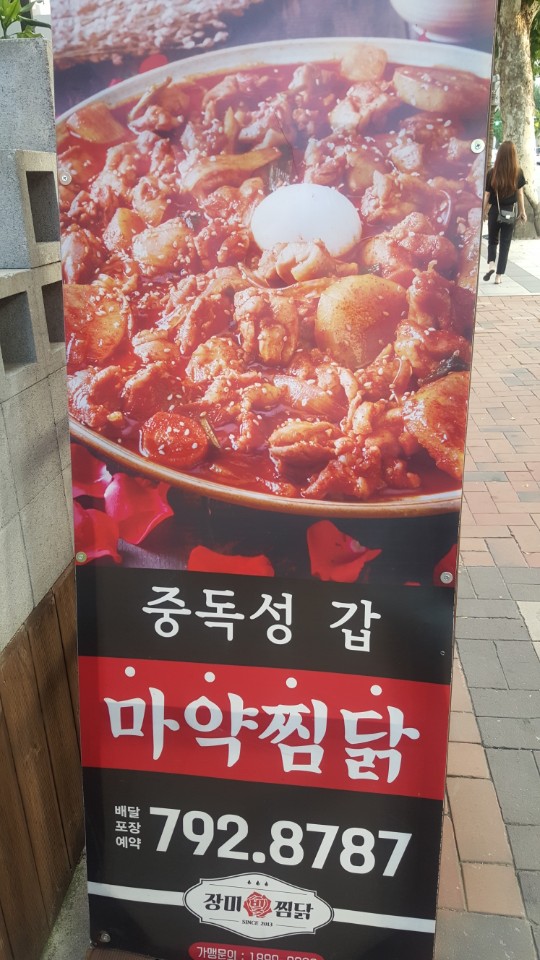 중독성 갑
마약찜닭
배달
포장
예약
792.8787
장미찜닭
SINCE 2013
가맹문의 :